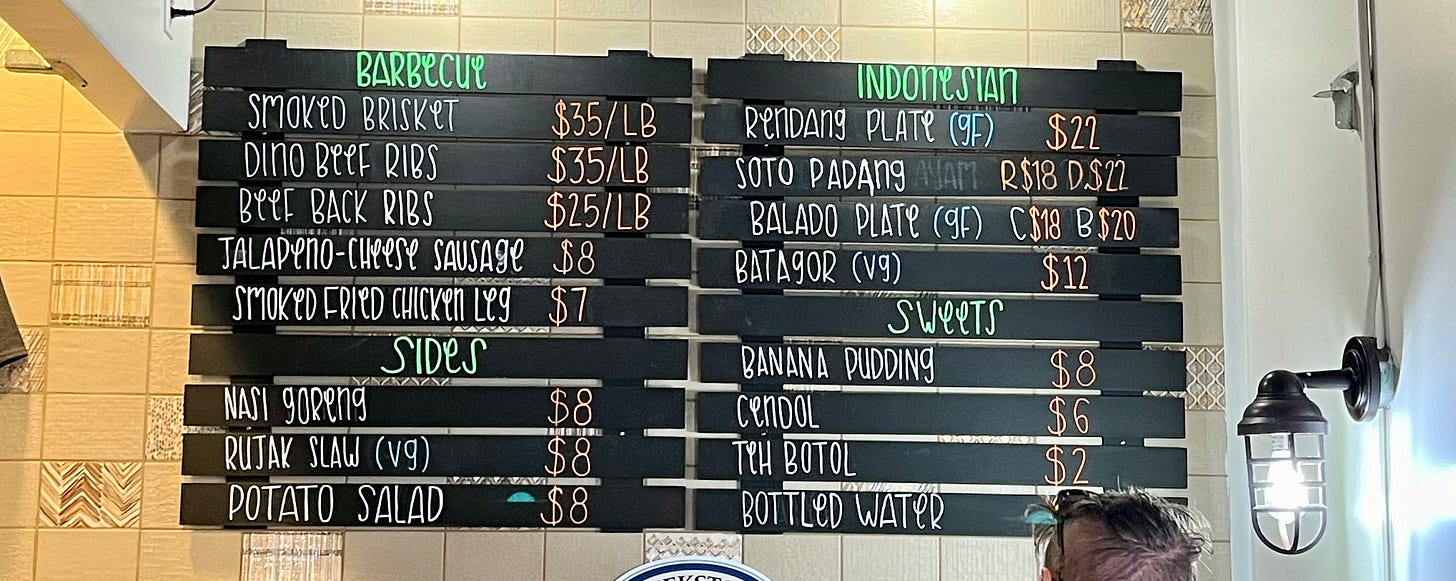 BARBECUE
SMOKED BRISKET $35/LB
DINO BEEF RIBS $35/LB
BEEF BACK RIBS $25/LB
JALAPENO-CHEESE SAUSAGE $8
SMOKED FRIED CHICKEN LEG $7
SIDES
NASI GORENG $8
RUJAK SLAW (VG) $8
POTATO SALAD $8
INDONESIAN
RENDANG PLATE (GF) $22
SOTO PADANG AYAM R$18 D.$22
BALADO PLATE (GF) C$18 B$20
BATAGOR (VG) $12
SWEETS
BANANA PUDDING $8
CENDOL $6
TEH BOTOL $2
BOTTLED WATER